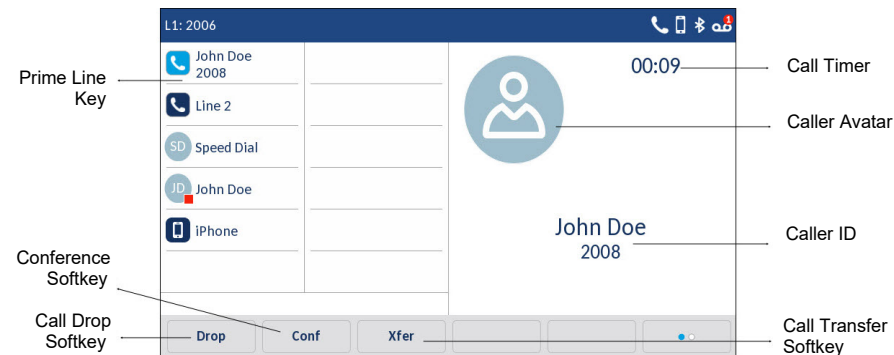 L1: 2006
1
John Doe
2008
Line 2
SD Speed Dial
JD John Doe
iPhone
00:09
John Doe
2008
Drop Conf Xfer
Prime Line
Key
Conference
Softkey
Call Drop
Softkey
Call Timer
Caller Avatar
Caller ID
Call Transfer
Softkey